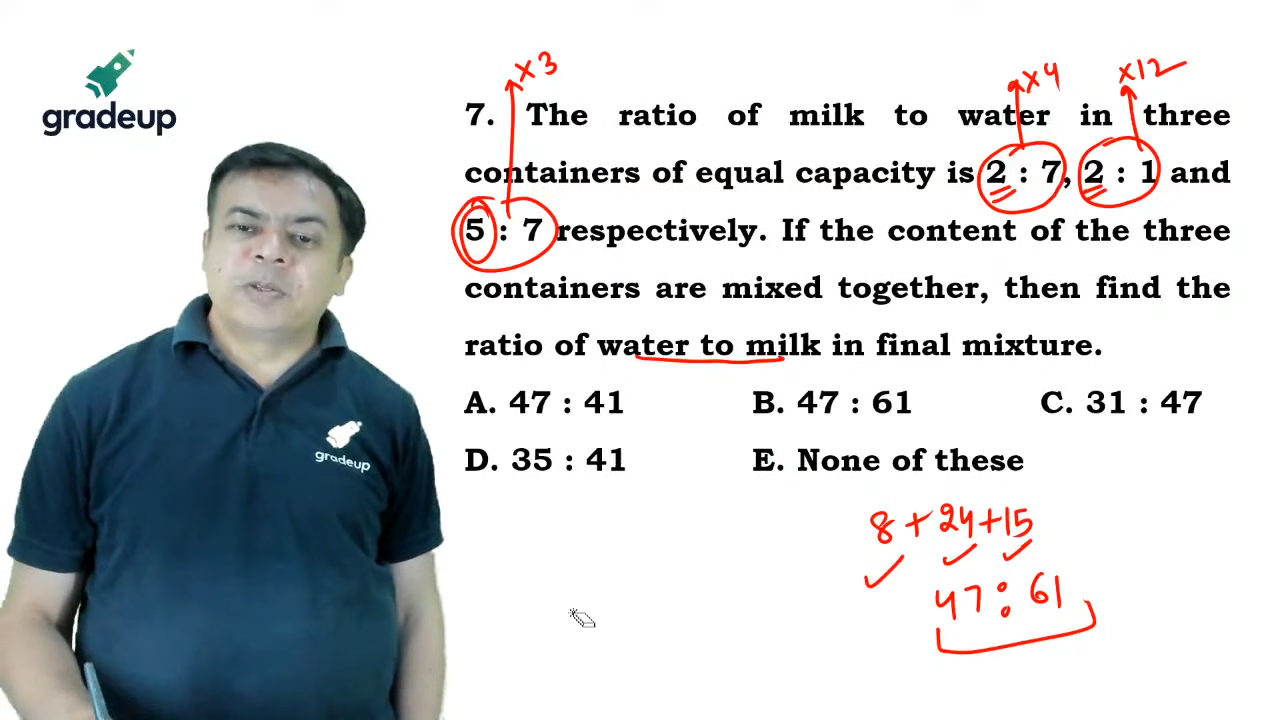 gradeup
×3
×4
×12
7. The ratio of milk to water in three
containers of equal capacity is 2 : 7, 2 : 1 and
5 : 7 respectively. If the content of the three
containers are mixed together, then find the
ratio of water to milk in final mixture.
A. 47 : 41 B. 47 : 61 C. 31 : 47
D. 35 : 41 E. None of these
8 + 24 + 15
47 : 61
gradeup